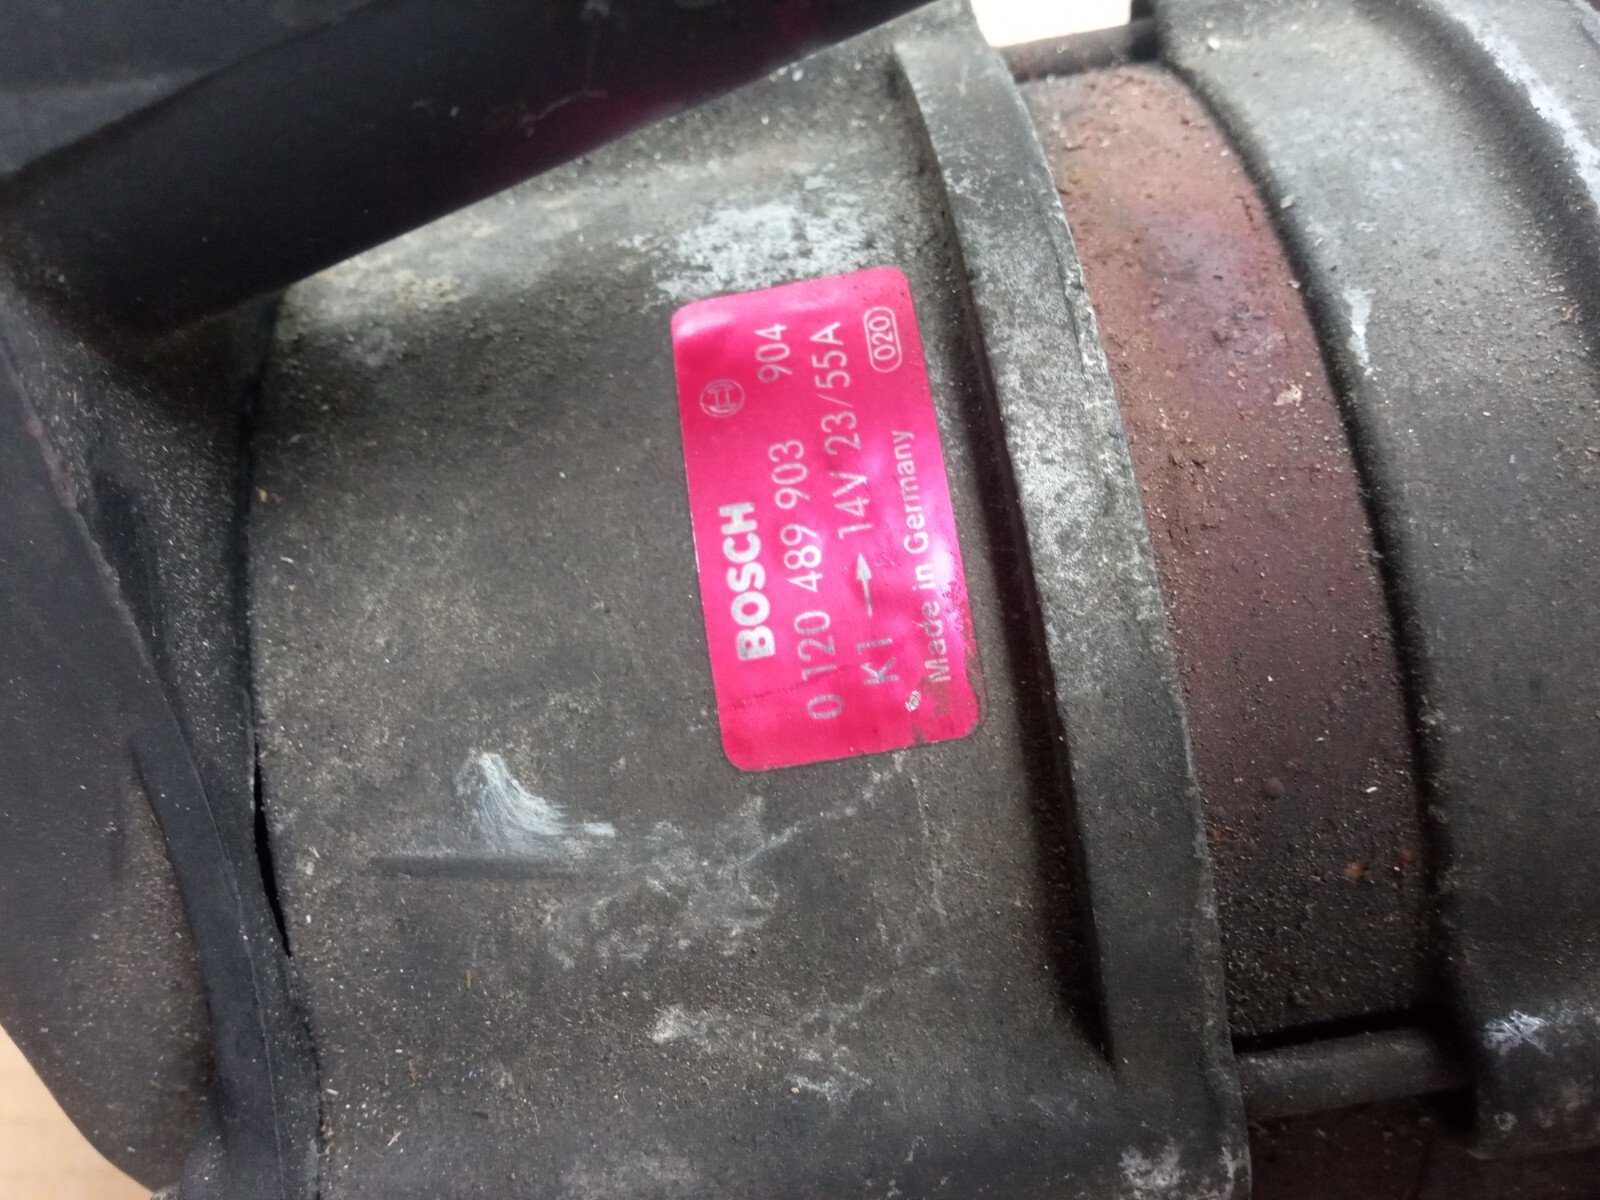 BOSCH
0 120 489 903 904
K1 → 14V 23/55A
Made in Germany 020